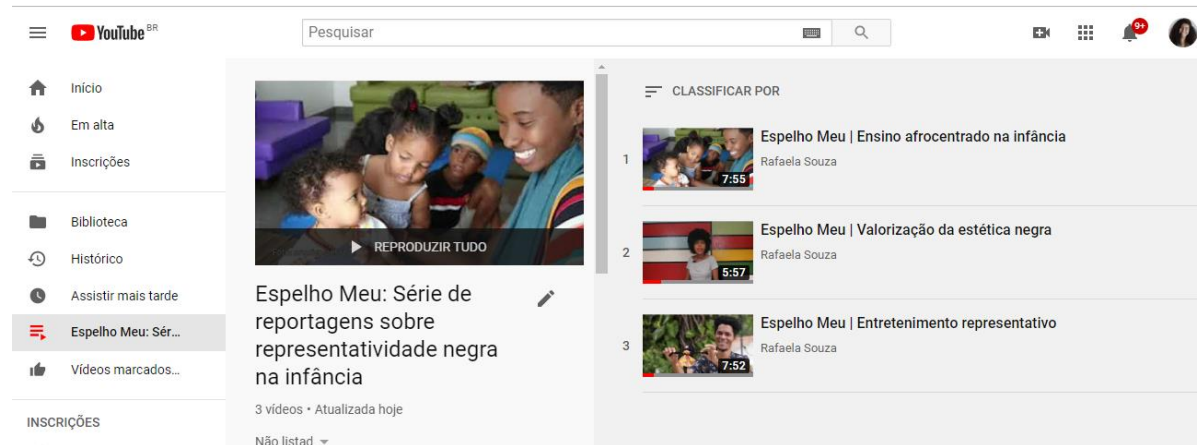 YouTube BR
Pesquisar
9+
Início
Em alta
Inscrições
Biblioteca
Histórico
Assistir mais tarde
Espelho Meu: Sér...
Vídeos marcados...
INSCRIÇÕES
REPRODUZIR TUDO
Espelho Meu: Série de
reportagens sobre
representatividade negra
na infância
3 vídeos • Atualizada hoje
Não listad
CLASSIFICAR POR
1
Espelho Meu | Ensino afrocentrado na infância
Rafaela Souza
7:55
2
Espelho Meu | Valorização da estética negra
Rafaela Souza
5:57
3
Espelho Meu | Entretenimento representativo
Rafaela Souza
7:52